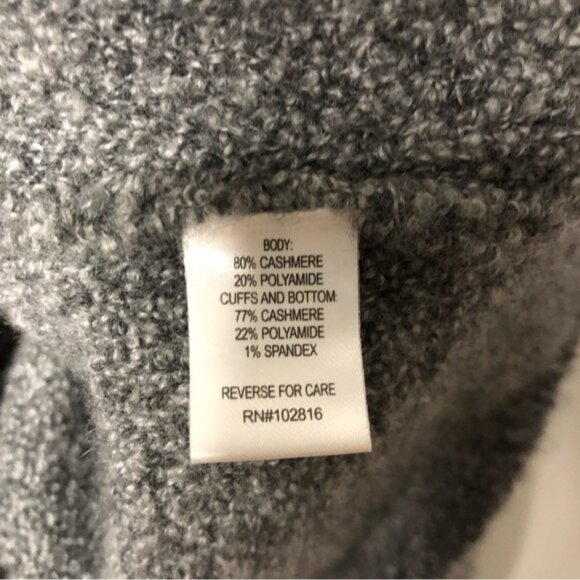 BODY:
80% CASHMERE
20% POLYAMIDE
CUFFS AND BOTTOM:
77% CASHMERE
22% POLYAMIDE
1% SPANDEX
REVERSE FOR CARE
RN#102816